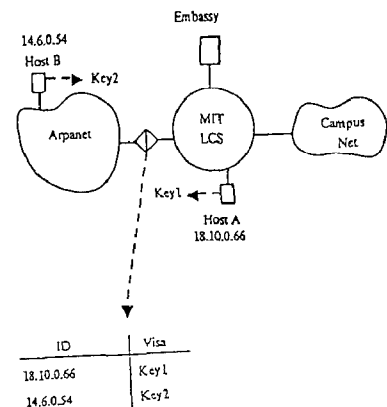 Embassy
14.6.0.54
Host B
Key2
Arpanet
MIT
LCS
Campus
Net
Key1
Host A
18.10.0.66
ID Visa
18.10.0.66 Key1
14.6.0.54 Key2